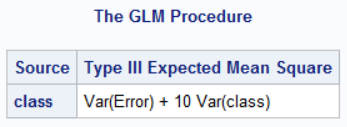 The GLM Procedure
Source Type III Expected Mean Square
class Var(Error) + 10 Var(class)